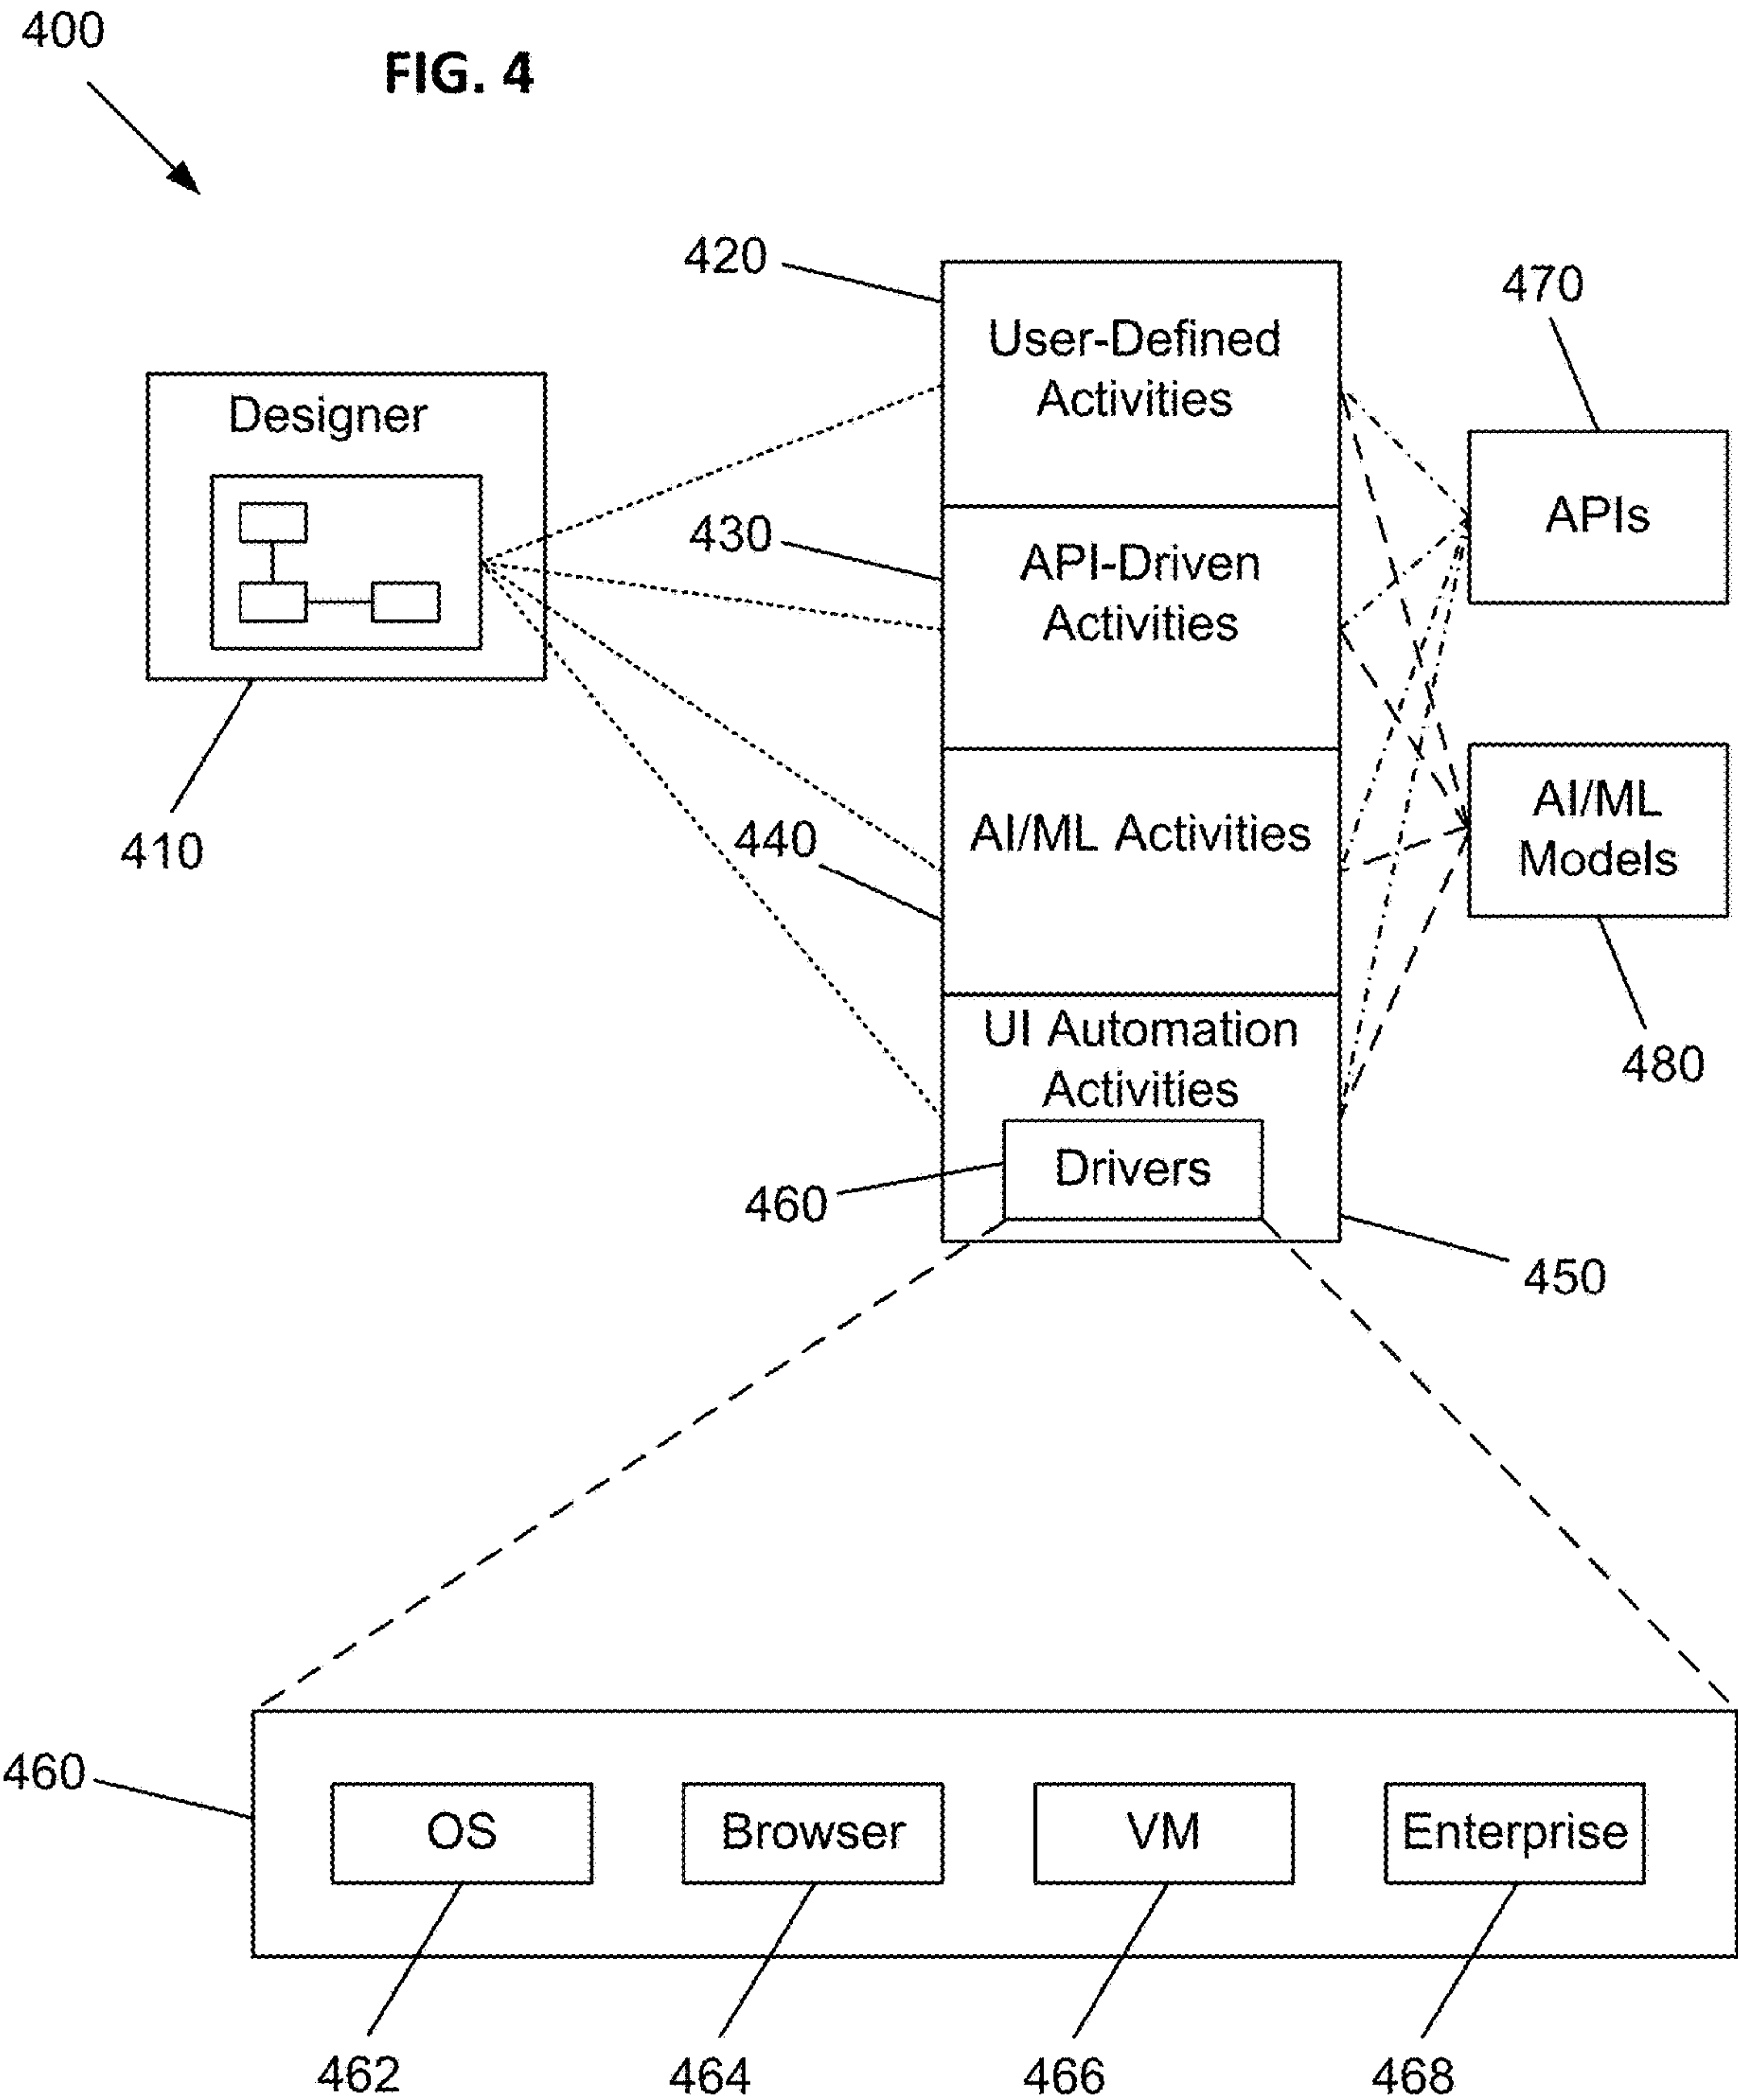 400
FIG. 4
420
470
User-Defined
Activities
Designer
APIs
430
API-Driven
Activities
410
440
AI/ML Activities
AI/ML
Models
480
UI Automation
Activities
Drivers
460
450
460
OS
Browser
VM
Enterprise
462
464
466
468